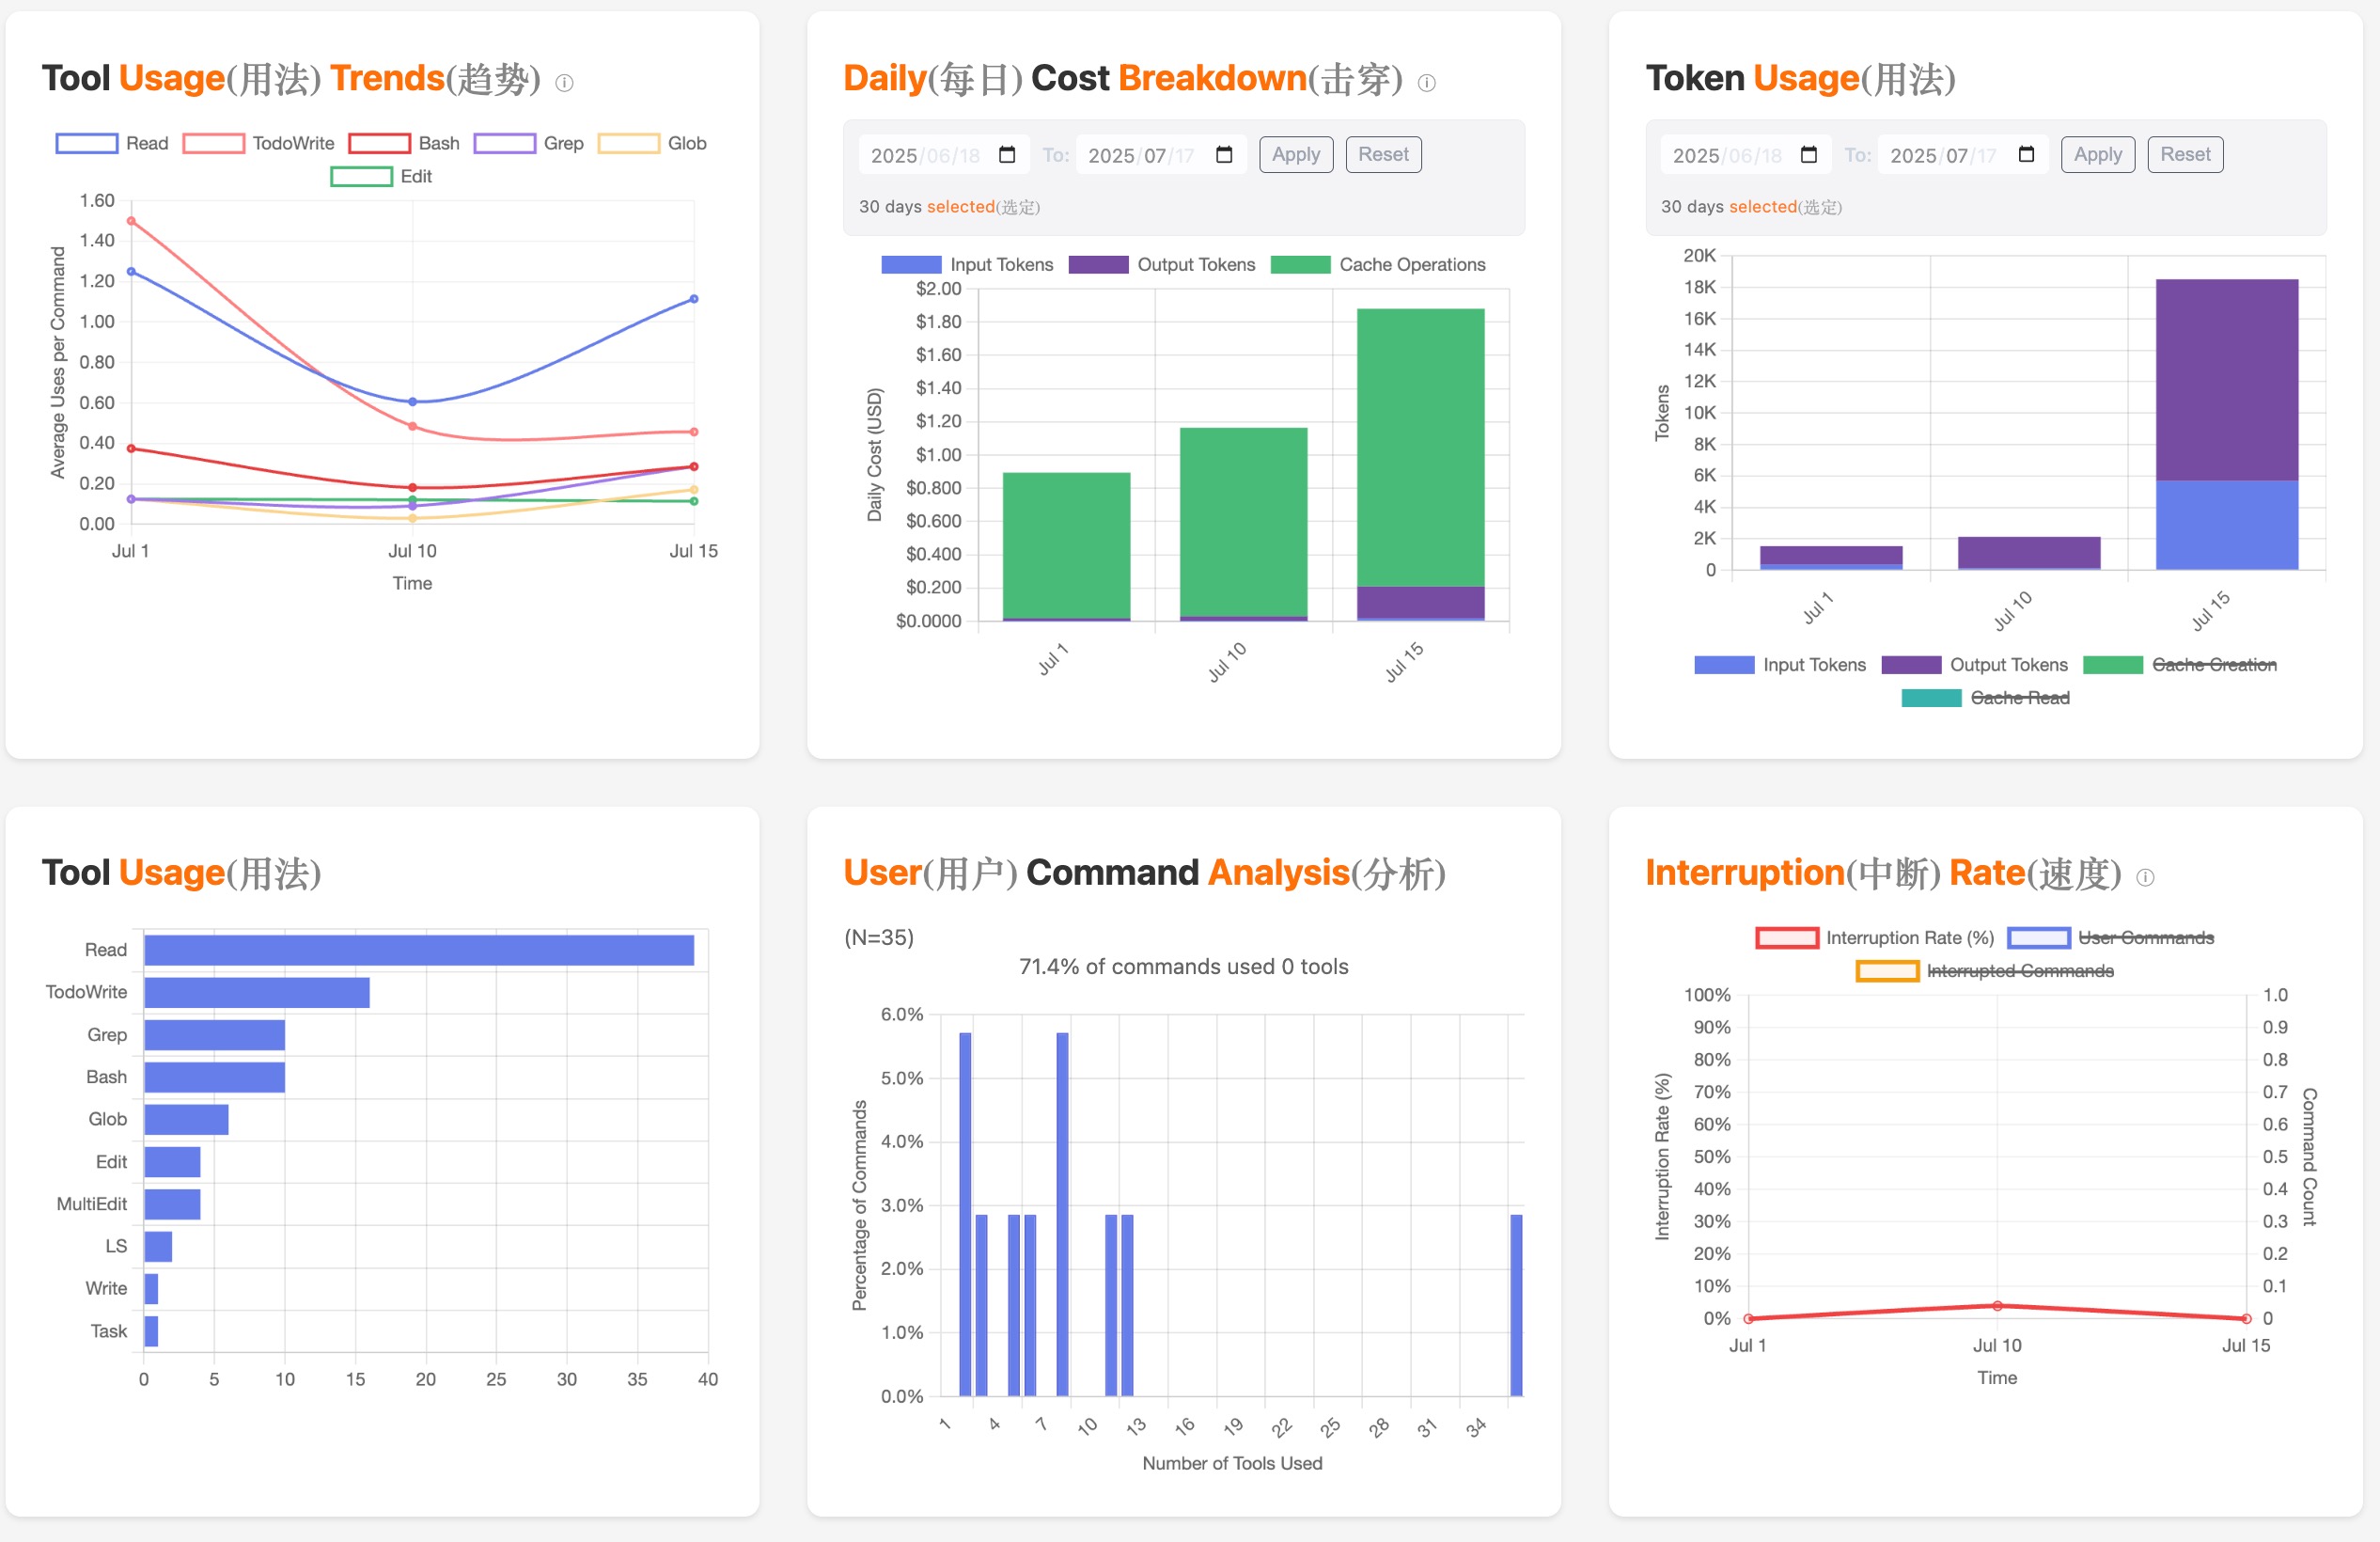 Tool Usage(用法) Trends(趋势) ⓘ
Read TodoWrite Bash Grep Glob
Edit
1.60
1.40
1.20
1.00
0.80
0.60
0.40
0.20
0.00
Average Uses per Command
Jul 1 Jul 10 Jul 15
Time
Daily(每日) Cost Breakdown(击穿) ⓘ
2025/06/18 To: 2025/07/17 Apply Reset
30 days selected(选定)
Input Tokens Output Tokens Cache Operations
$2.00
$1.80
$1.60
$1.40
$1.20
$1.00
$0.800
$0.600
$0.400
$0.200
$0.0000
Daily Cost (USD)
Jul 1 Jul 10 Jul 15
Token Usage(用法)
2025/06/18 To: 2025/07/17 Apply Reset
30 days selected(选定)
20K
18K
16K
14K
12K
10K
8K
6K
4K
2K
0
Tokens
Jul 1 Jul 10 Jul 15
Input Tokens Output Tokens Cache Creation
Cache Read
Tool Usage(用法)
Read
TodoWrite
Grep
Bash
Glob
Edit
MultiEdit
LS
Write
Task
0 5 10 15 20 25 30 35 40
User(用户) Command Analysis(分析)
(N=35)
71.4% of commands used 0 tools
6.0%
5.0%
4.0%
3.0%
2.0%
1.0%
0.0%
Percentage of Commands
1 4 7 10 13 16 19 22 25 28 31 34
Number of Tools Used
Interruption(中断) Rate(速度) ⓘ
Interruption Rate (%) User Commands
Interrupted Commands
100%
90%
80%
70%
60%
50%
40%
30%
20%
10%
0%
Interruption Rate (%)
1.0
0.9
0.8
0.7
0.6
0.5
0.4
0.3
0.2
0.1
0
Command Count
Jul 1 Jul 10 Jul 15
Time